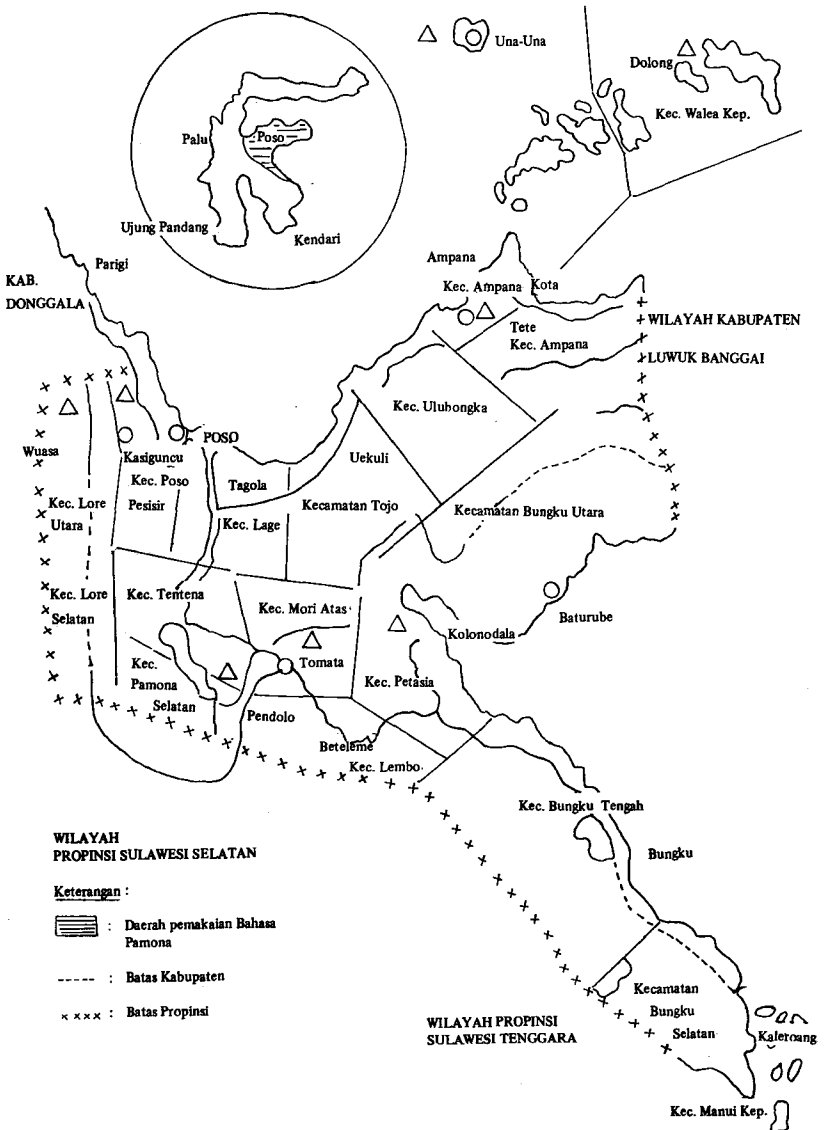 Una-Una
Dolong
Kec. Walea Kep.
Palu
Poso
Ujung Pandang
Kendari
Parigi
KAB.
DONGGALA
Ampana
Kec. Ampana Kota
Tete
Kec. Ampana
WILAYAH KABUPATEN
LUWUK BANGGAI
Kec. Ulubongka
Wuasa
POSO
Kasiguncu
Kec. Poso
Pesisir
Tagola
Uekuli
Kec. Lore
Utara
Kec. Lage
Kecamatan Tojo
Kecamatan Bungku Utara
Kec. Lore
Selatan
Kec. Tentena
Kec. Mori Atas
Kolonodala
Baturube
Kec.
Pamona
Selatan
Tomata
Kec. Petasia
Pendolo
Beteleme
Kec. Lembo
Kec. Bungku Tengah
Bungku
WILAYAH
PROPINSI SULAWESI SELATAN
Keterangan :
: Daerah pemakaian Bahasa
Pamona
----- : Batas Kabupaten
x x x x : Batas Propinsi
Kecamatan
Bungku
Selatan
WILAYAH PROPINSI
SULAWESI TENGGARA
Kaleroang
Kec. Manui Kep.